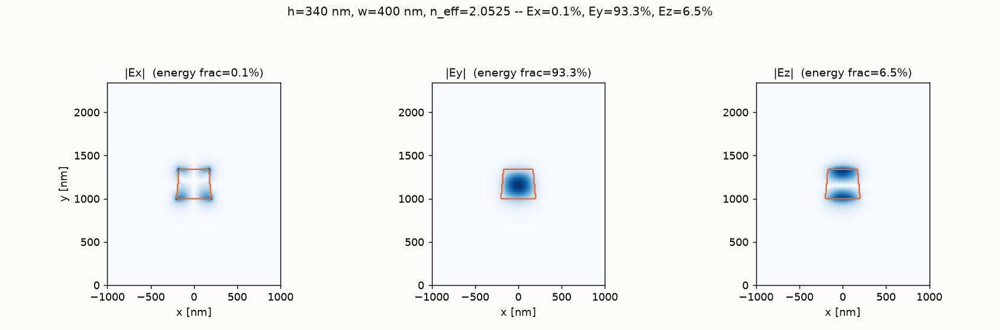 h=340 nm, w=400 nm, n_eff=2.0525 -- Ex=0.1%, Ey=93.3%, Ez=6.5%
|Ex|  (energy frac=0.1%)
2000
1500
1000
500
0
y [nm]
−1000 −500 0 500 1000
x [nm]
|Ey|  (energy frac=93.3%)
2000
1500
1000
500
0
−1000 −500 0 500 1000
x [nm]
|Ez|  (energy frac=6.5%)
2000
1500
1000
500
0
−1000 −500 0 500 1000
x [nm]